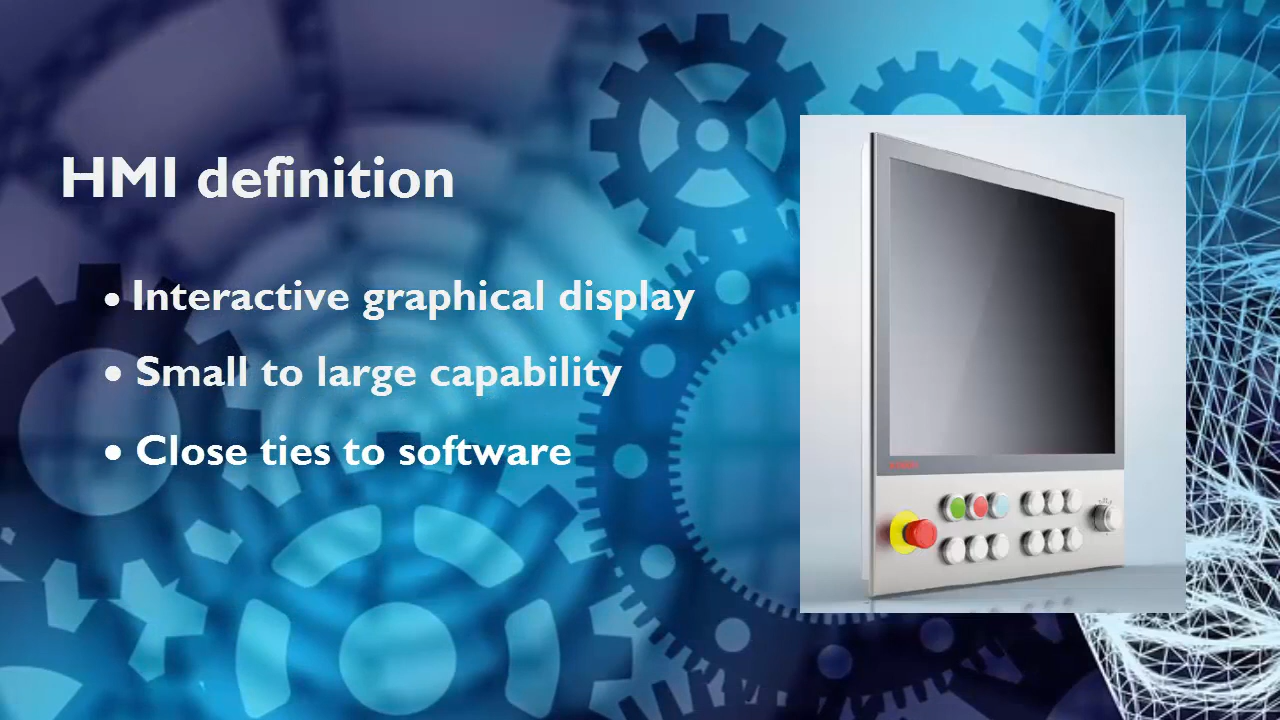 HMI definition
• Interactive graphical display
• Small to large capability
• Close ties to software